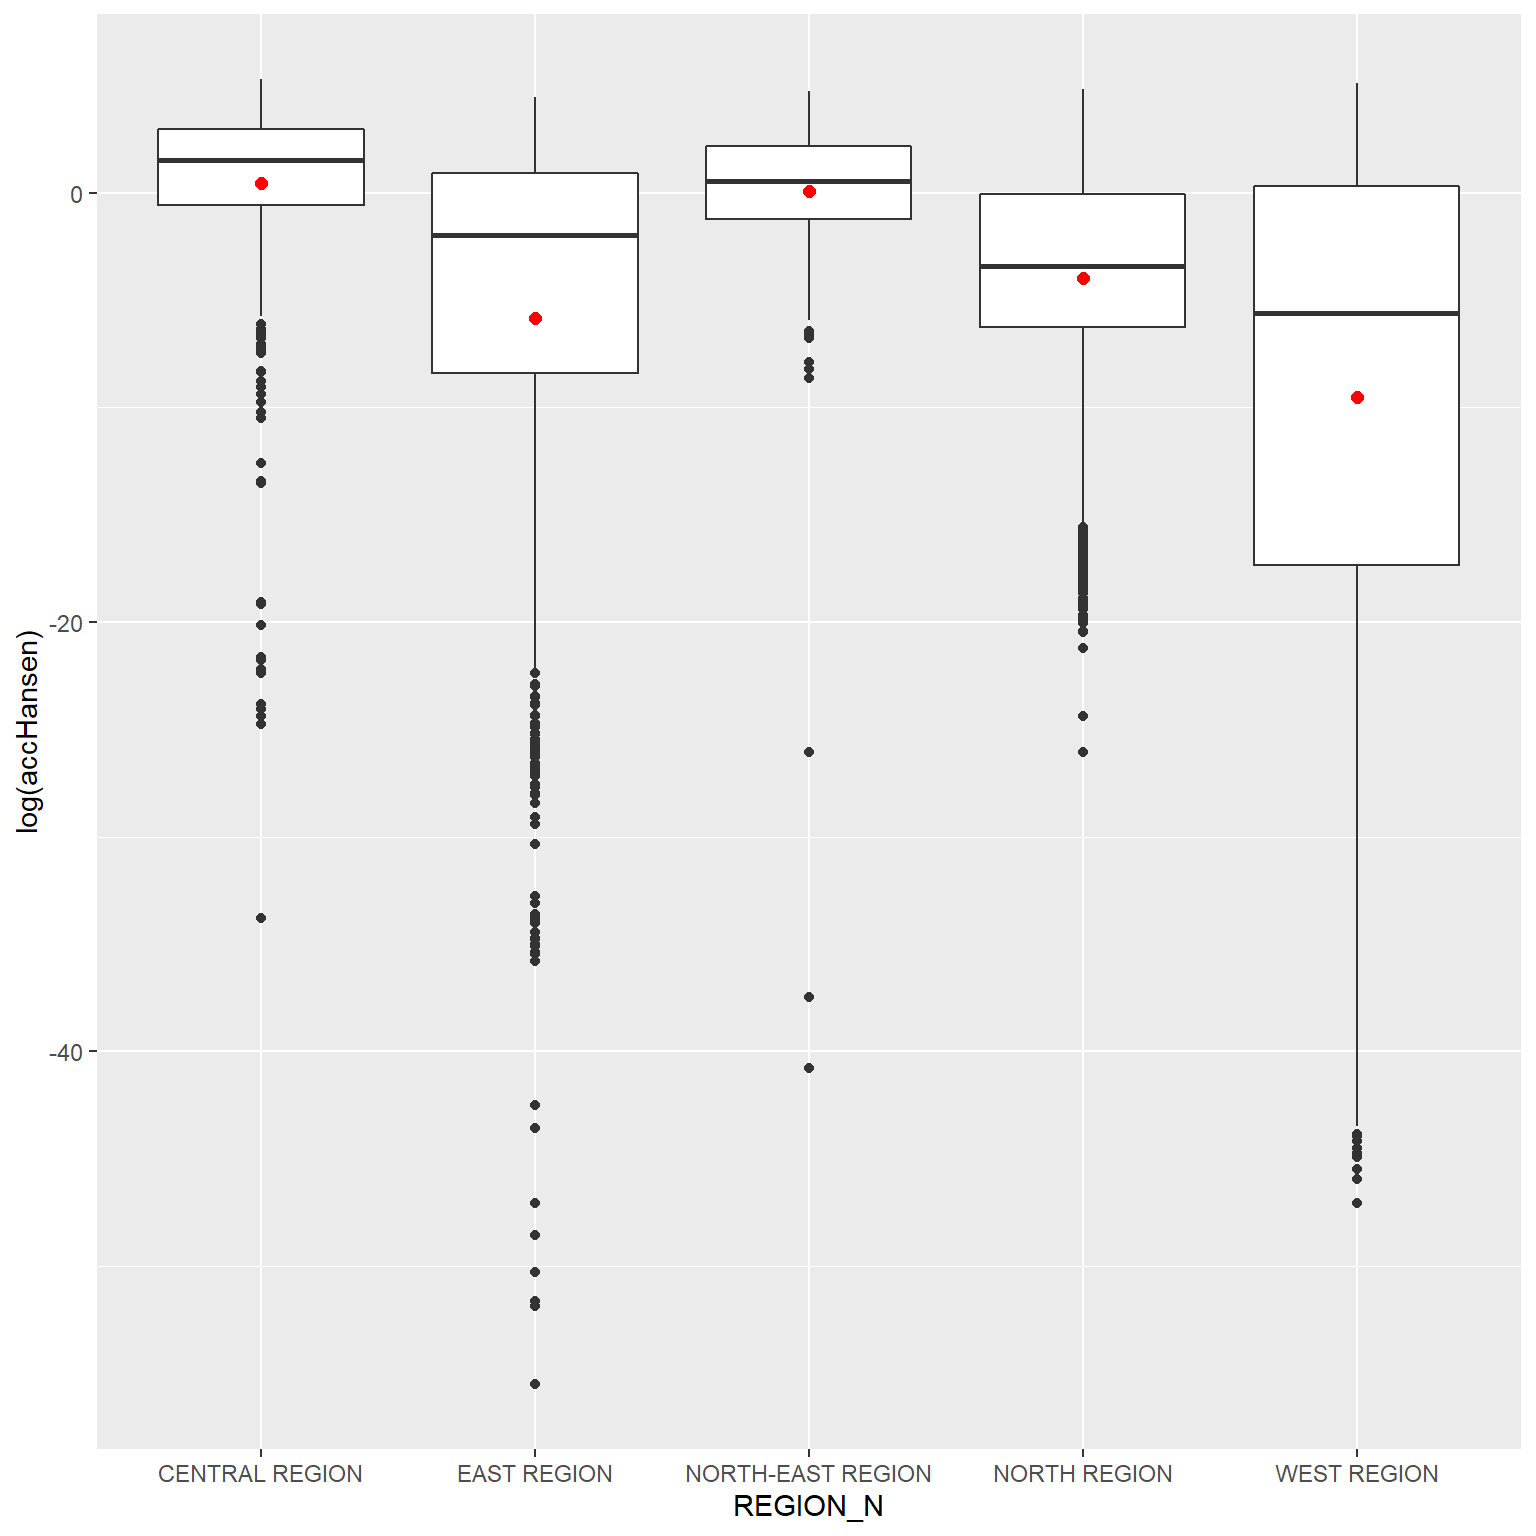 0
-20
-40
log(accHansen)
CENTRAL REGION
EAST REGION
NORTH-EAST REGION
NORTH REGION
WEST REGION
REGION_N